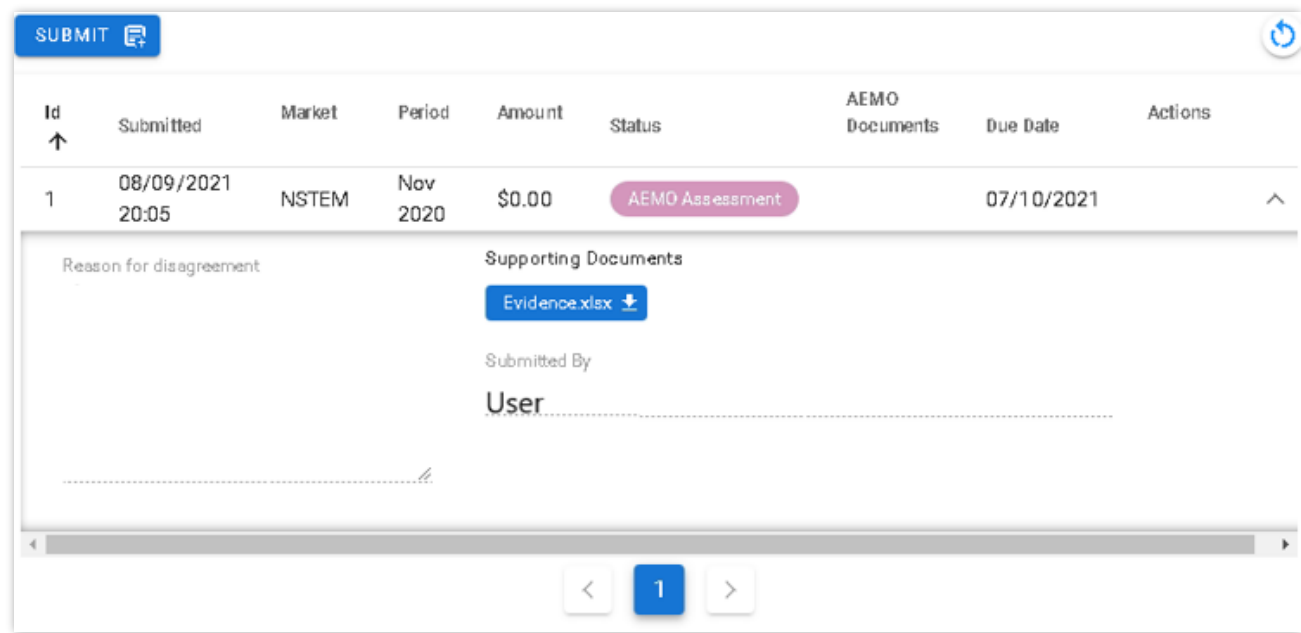 SUBMIT
Id Submitted Market Period Amount Status AEMO Documents Due Date Actions
1 08/09/2021 20:05 NSTEM Nov 2020 $0.00 AEMO Assessment 07/10/2021
Reason for disagreement
Supporting Documents
Evidence.xlsx
Submitted By
User
1